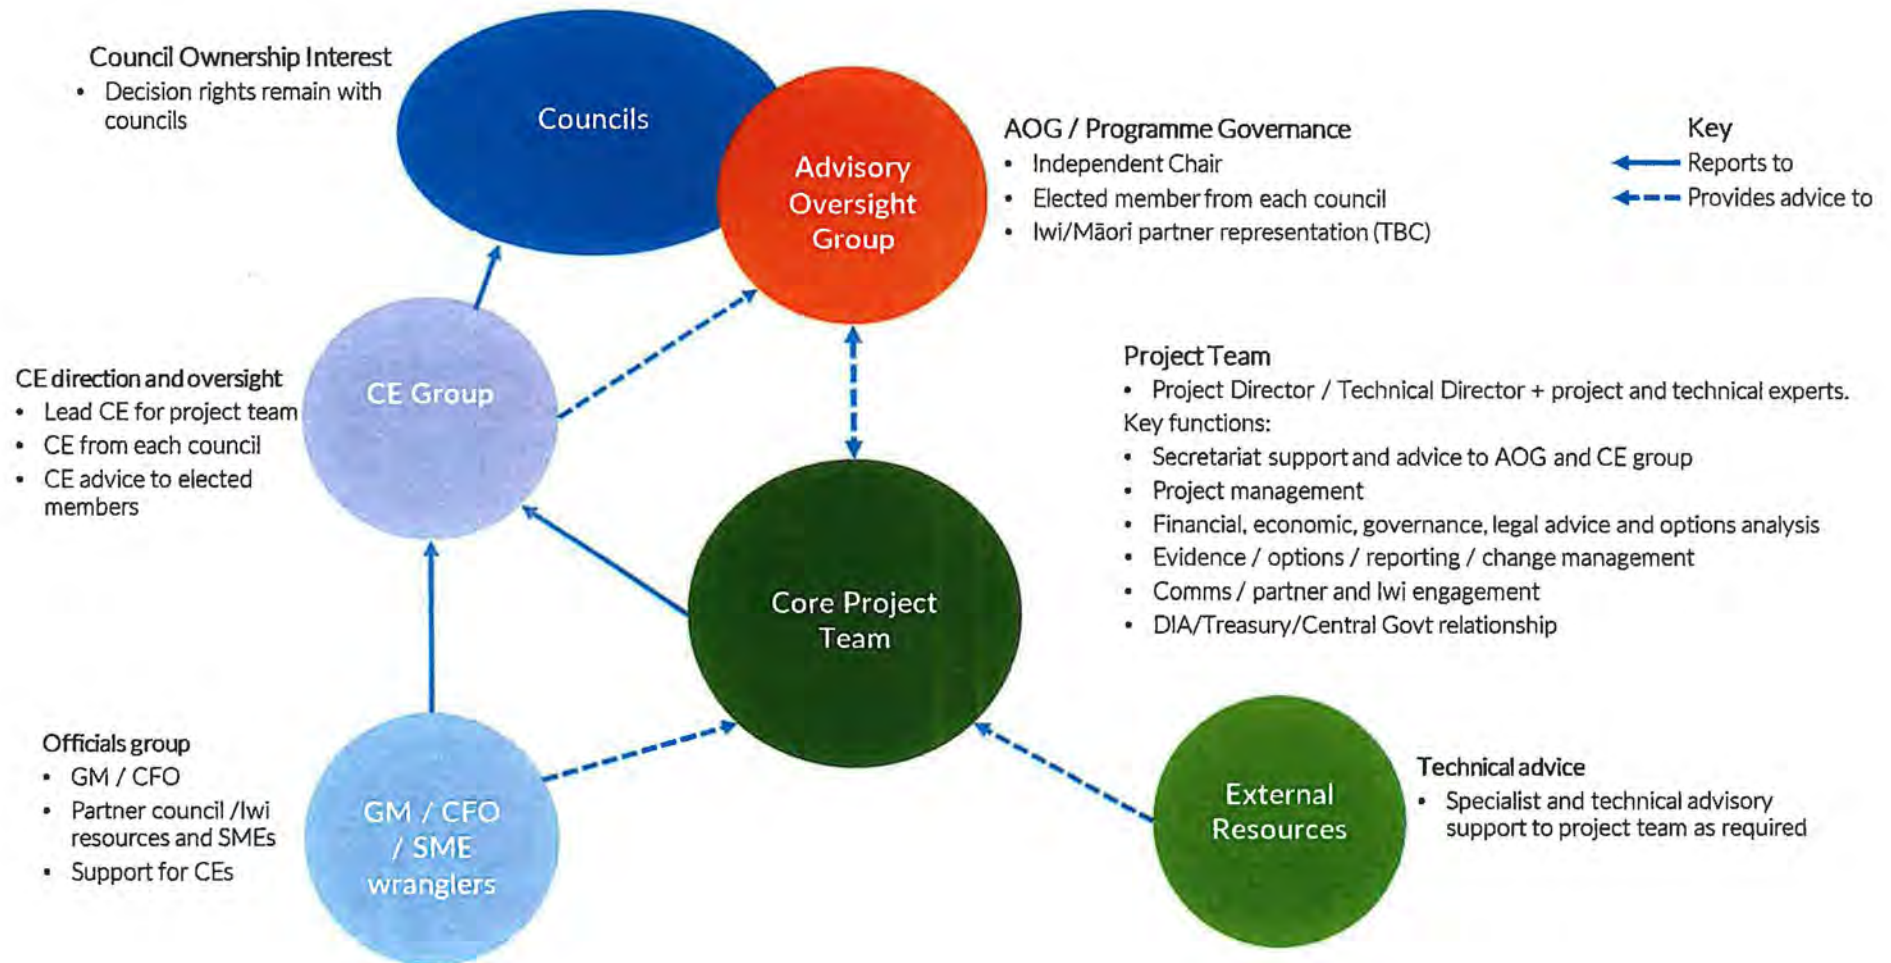 Council Ownership Interest
• Decision rights remain with
councils
Councils
Advisory
Oversight
Group
AOG / Programme Governance
• Independent Chair
• Elected member from each council
• Iwi/Māori partner representation (TBC)
Key
Reports to
Provides advice to
CE direction and oversight
• Lead CE for project team
• CE from each council
• CE advice to elected
members
CE Group
Project Team
• Project Director / Technical Director + project and technical experts.
Key functions:
• Secretariat support and advice to AOG and CE group
• Project management
• Financial, economic, governance, legal advice and options analysis
• Evidence / options / reporting / change management
• Comms / partner and Iwi engagement
• DIA/Treasury/Central Govt relationship
Core Project
Team
Officials group
• GM / CFO
• Partner council /Iwi
resources and SMEs
• Support for CEs
GM / CFO
/ SME
wranglers
External
Resources
Technical advice
• Specialist and technical advisory
support to project team as required